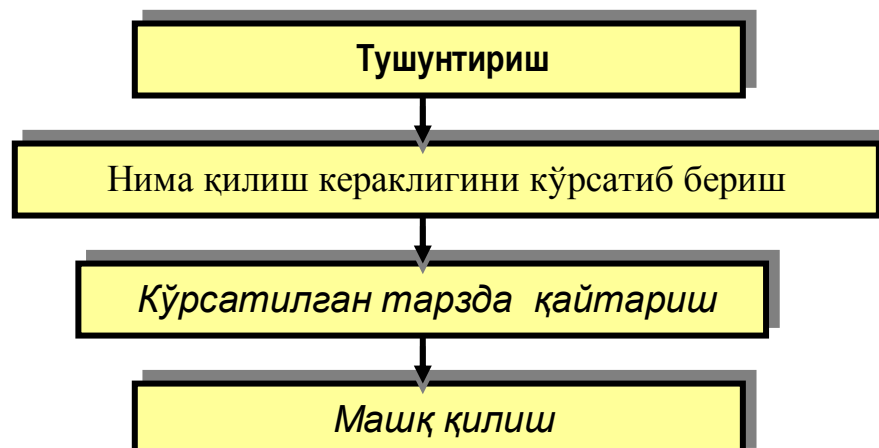 Тушунтириш
Нима қилиш кераклигини кўрсатиб бериш
Кўрсатилган тарзда қайтариш
Машқ қилиш